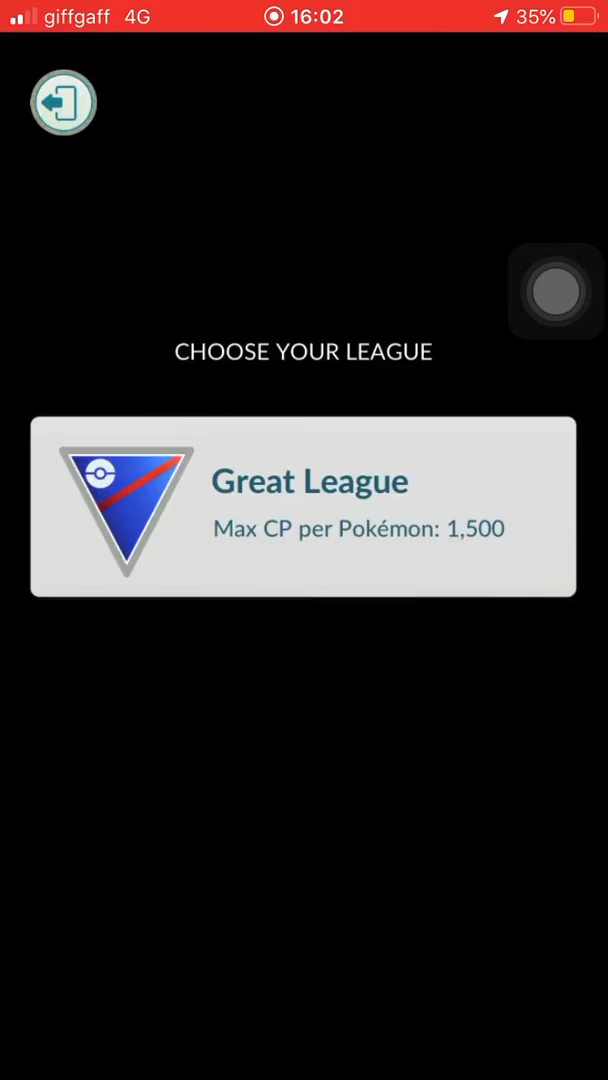 giffgaff 4G 16:02 35%
CHOOSE YOUR LEAGUE
Great League
Max CP per Pokémon: 1,500